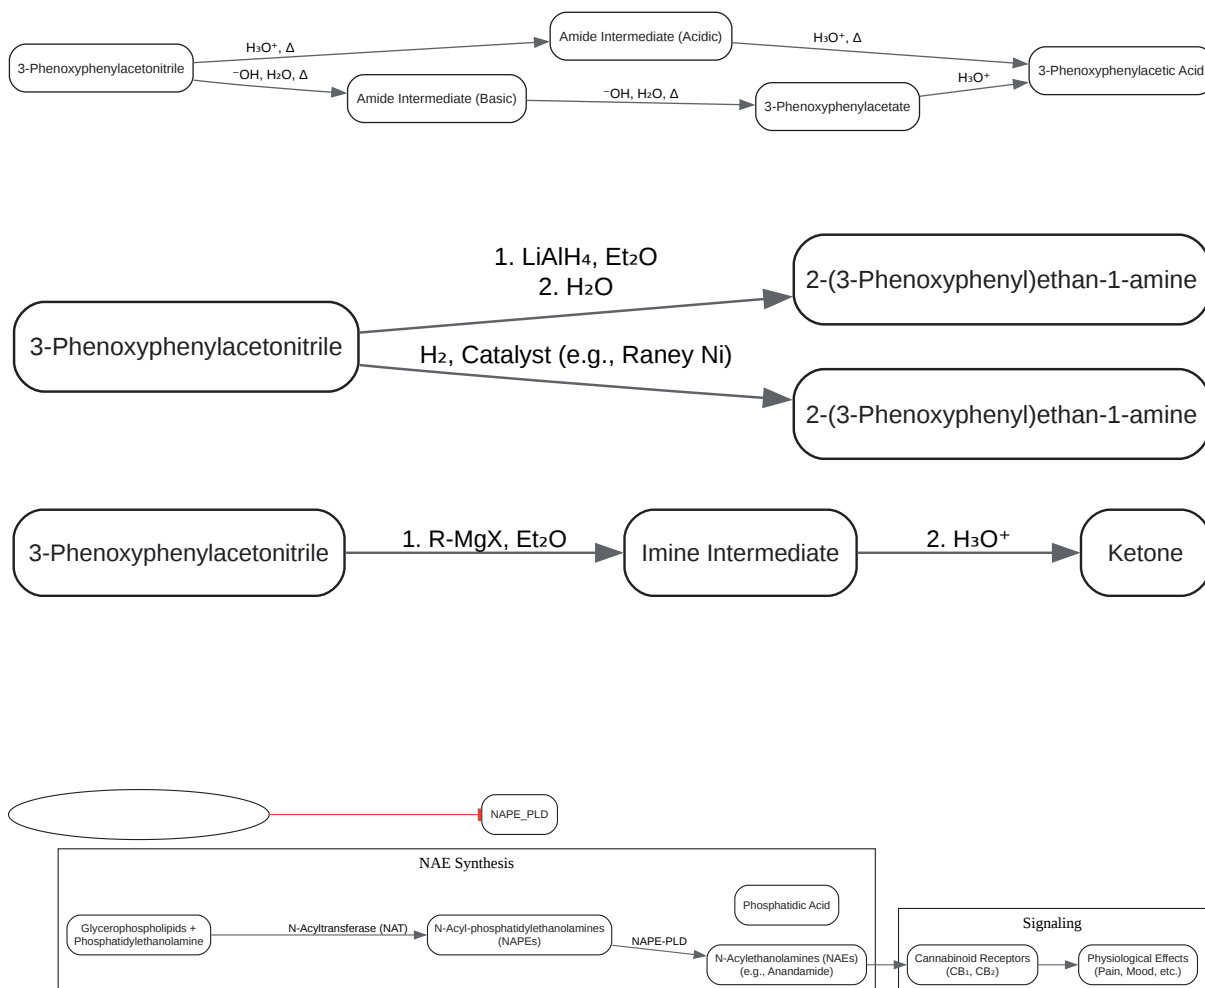 3-Phenoxyphenylacetonitrile
H₃O⁺, Δ
⁻OH, H₂O, Δ
Amide Intermediate (Acidic)
H₃O⁺, Δ
Amide Intermediate (Basic)
⁻OH, H₂O, Δ
3-Phenoxyphenylacetate
H₃O⁺
3-Phenoxyphenylacetic Acid
3-Phenoxyphenylacetonitrile
1. LiAlH₄, Et₂O
2. H₂O
2-(3-Phenoxyphenyl)ethan-1-amine
H₂, Catalyst (e.g., Raney Ni)
2-(3-Phenoxyphenyl)ethan-1-amine
3-Phenoxyphenylacetonitrile
1. R-MgX, Et₂O
Imine Intermediate
2. H₃O⁺
Ketone
NAPE_PLD
NAE Synthesis
Glycerophospholipids +
Phosphatidylethanolamine
N-Acyltransferase (NAT)
N-Acyl-phosphatidylethanolamines
(NAPEs)
NAPE-PLD
Phosphatidic Acid
N-Acylethanolamines (NAEs)
(e.g., Anandamide)
Signaling
Cannabinoid Receptors
(CB₁, CB₂)
Physiological Effects
(Pain, Mood, etc.)